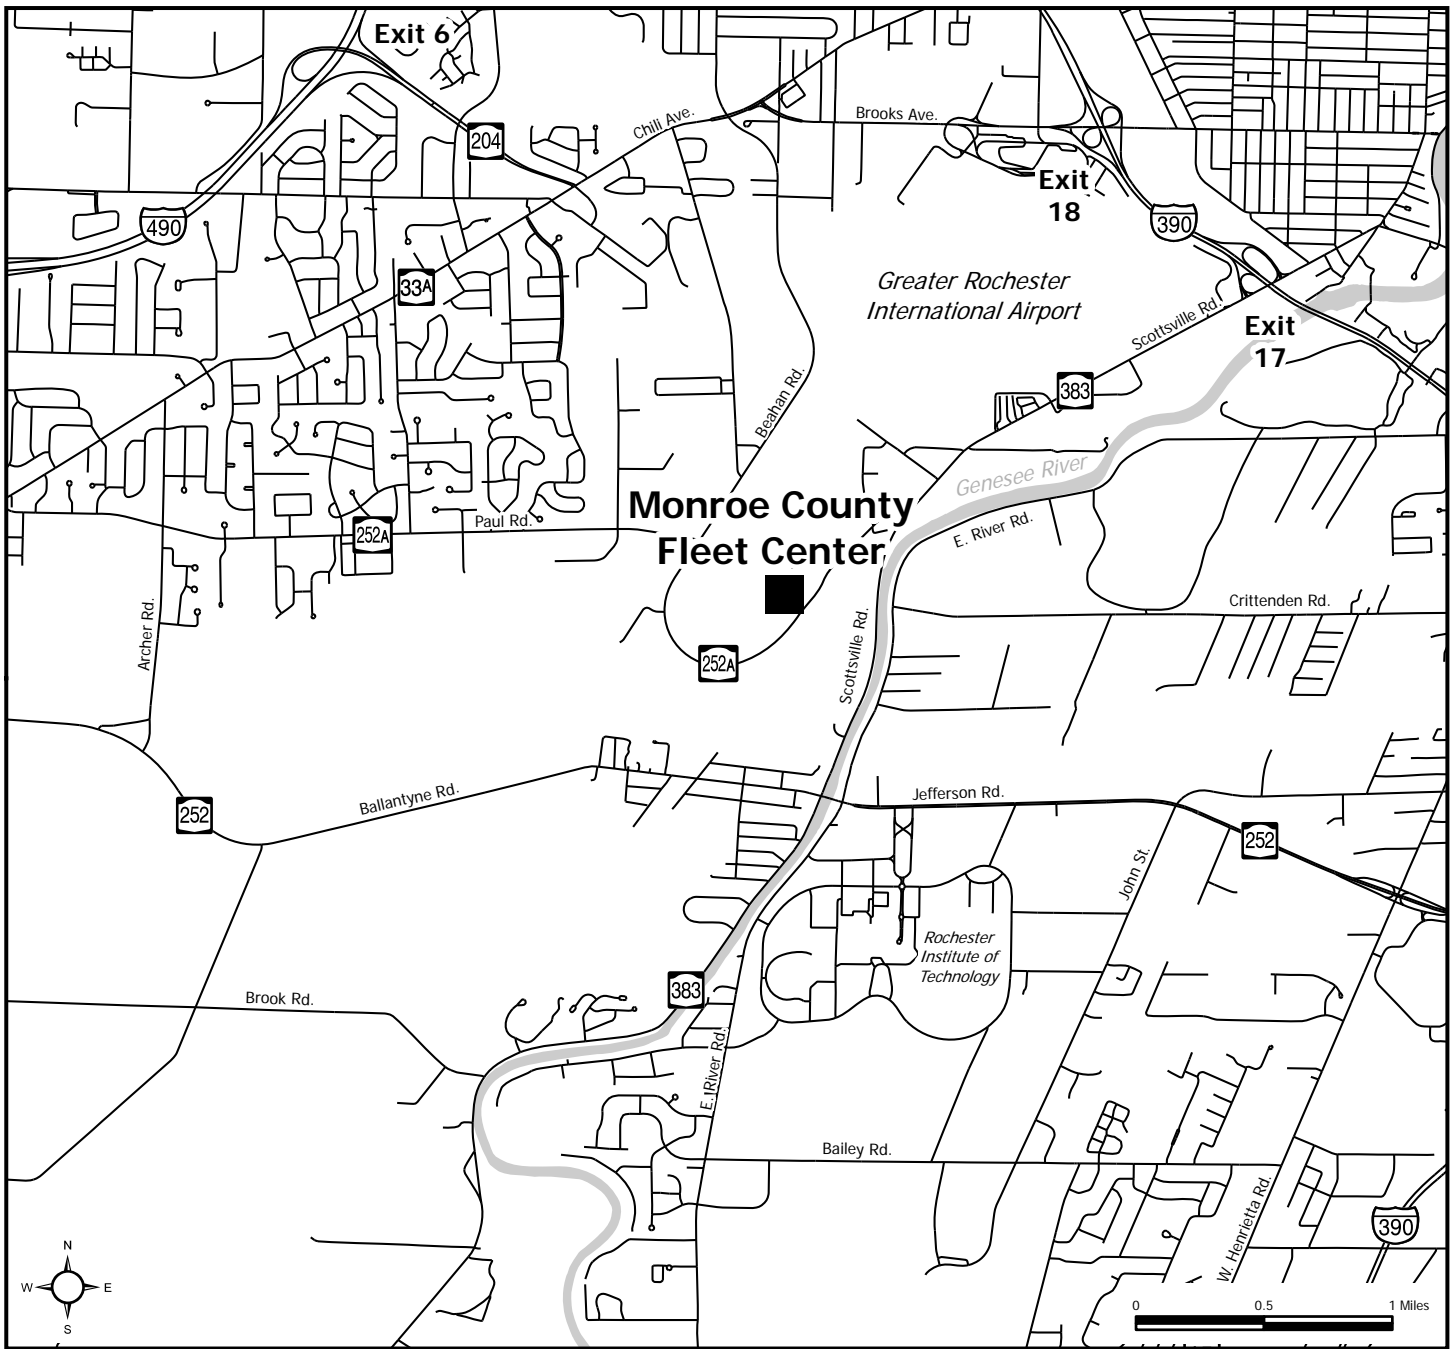 Exit 6
204
Chili Ave.
Brooks Ave.
Exit
18
490
390
33A
Greater Rochester
International Airport
Scottsville Rd.
Exit
17
Beahan Rd.
383
Genesee River
Monroe County
Fleet Center
Paul Rd.
252A
E. River Rd.
Archer Rd.
Crittenden Rd.
Scottsville Rd.
252A
252
Ballantyne Rd.
Jefferson Rd.
252
John St.
Rochester
Institute of
Technology
383
Brook Rd.
E. River Rd.
Bailey Rd.
W. Henrietta Rd.
390
N
W
E
S
0
0.5
1 Miles